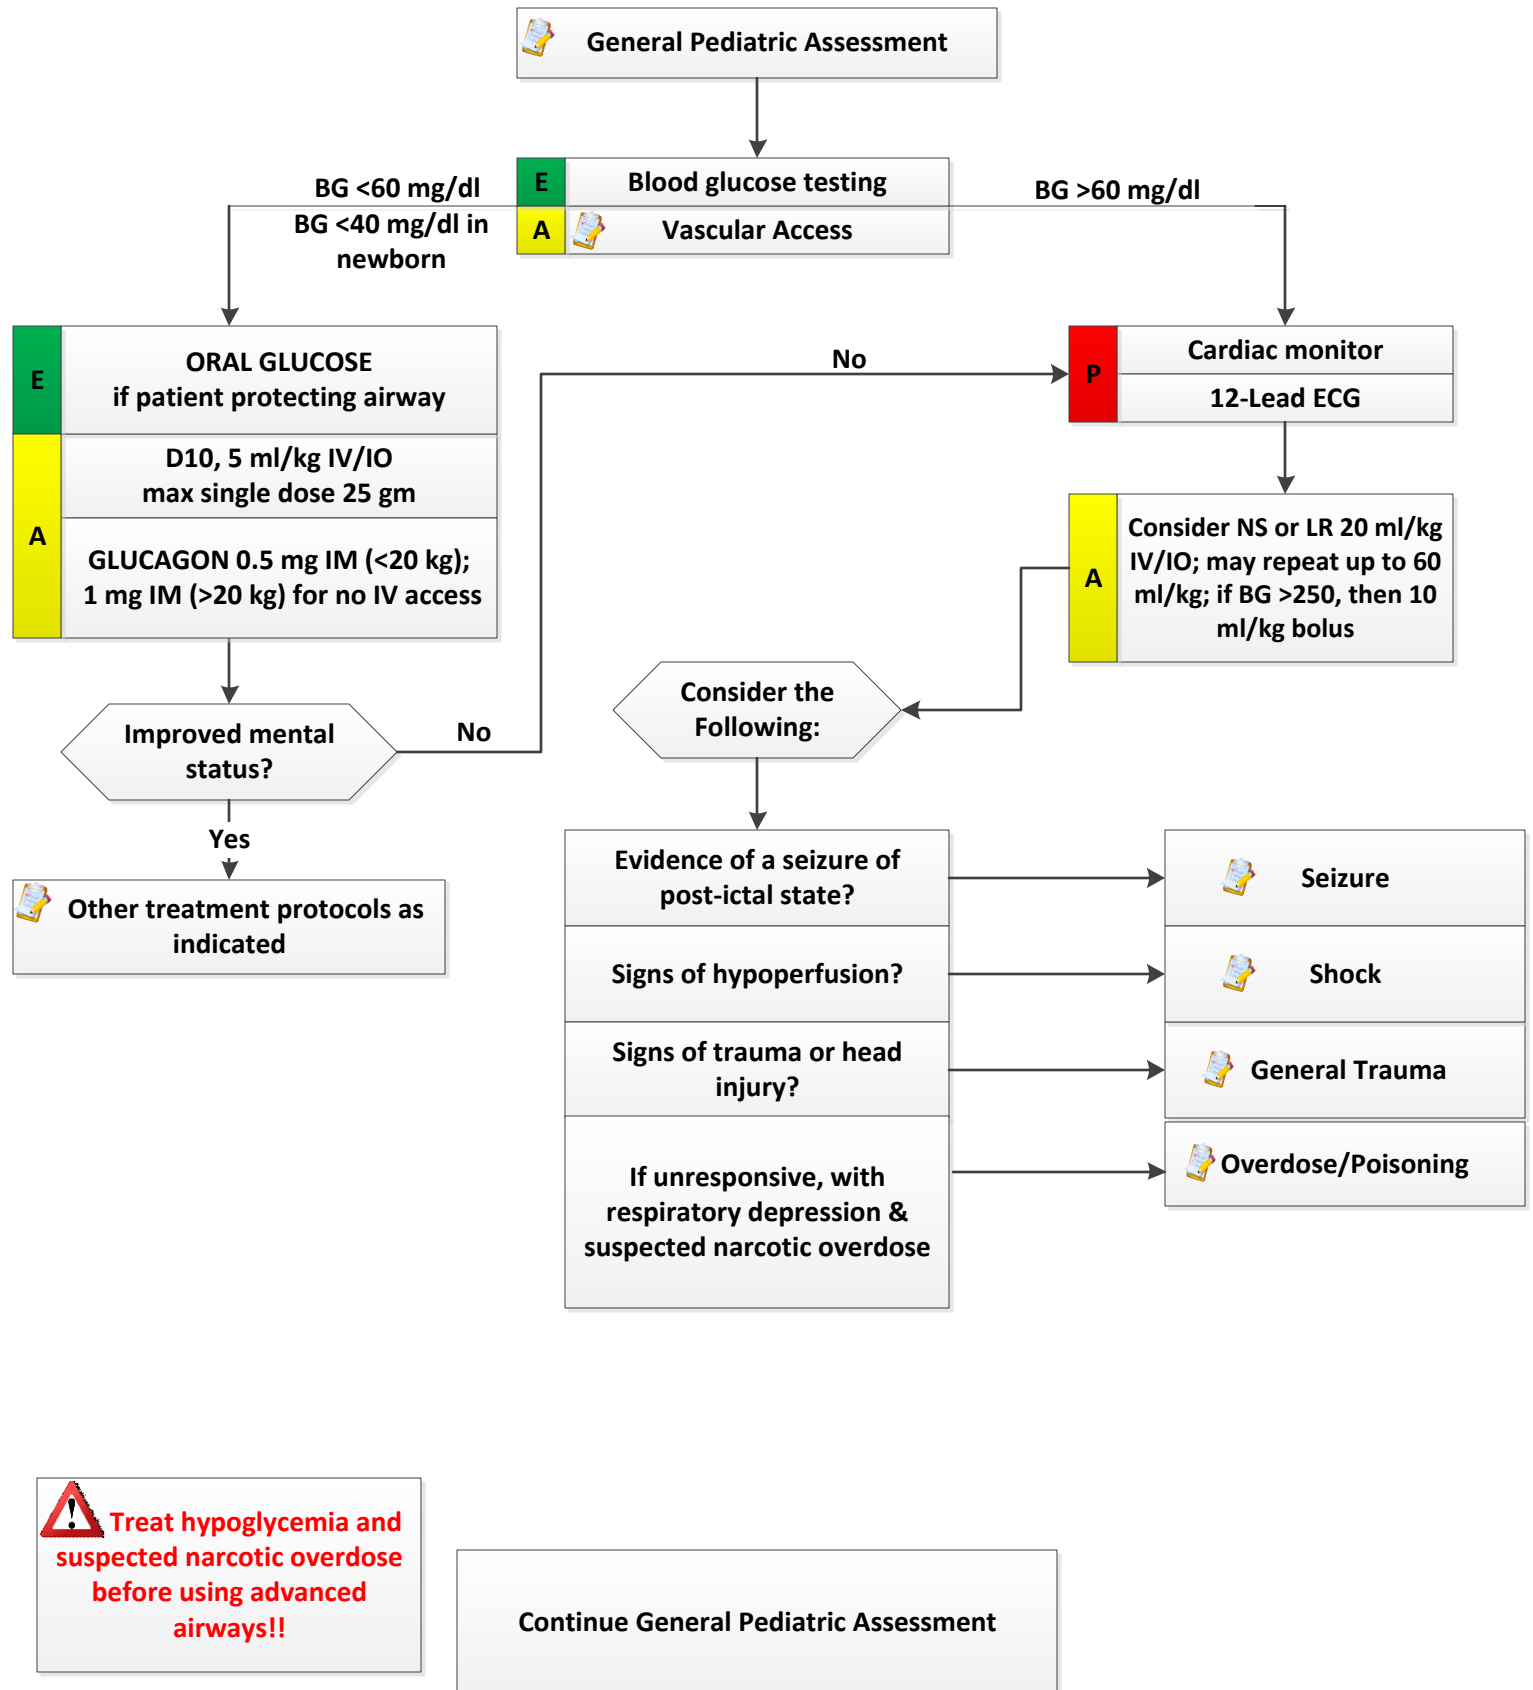 General Pediatric Assessment
BG <60 mg/dl
BG <40 mg/dl in
newborn
E
Blood glucose testing
A
Vascular Access
BG >60 mg/dl
E
ORAL GLUCOSE
if patient protecting airway
A
D10, 5 ml/kg IV/IO
max single dose 25 gm
GLUCAGON 0.5 mg IM (<20 kg);
1 mg IM (>20 kg) for no IV access
No
P
Cardiac monitor
12-Lead ECG
A
Consider NS or LR 20 ml/kg
IV/IO; may repeat up to 60
ml/kg; if BG >250, then 10
ml/kg bolus
Improved mental
status?
No
Yes
Other treatment protocols as
indicated
Consider the
Following:
Evidence of a seizure of
post-ictal state?
Seizure
Signs of hypoperfusion?
Shock
Signs of trauma or head
injury?
General Trauma
If unresponsive, with
respiratory depression &
suspected narcotic overdose
Overdose/Poisoning
Treat hypoglycemia and
suspected narcotic overdose
before using advanced
airways!!
Continue General Pediatric Assessment